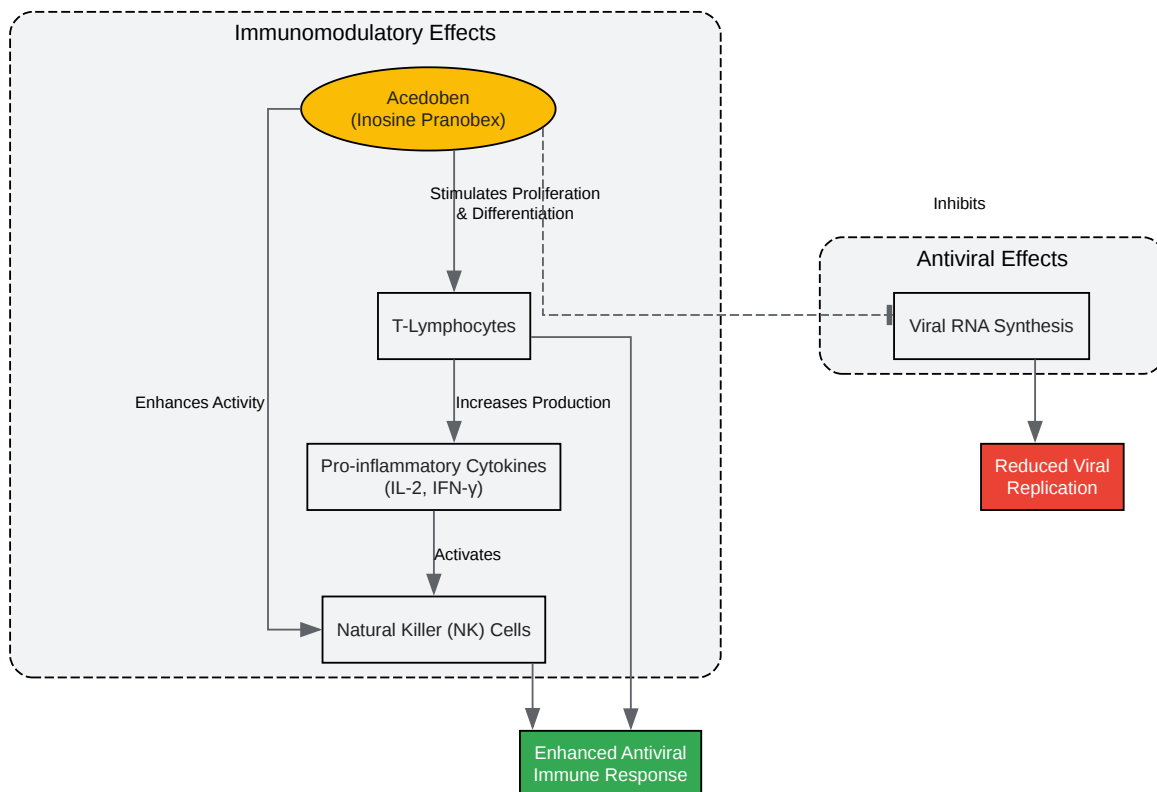 Immunomodulatory Effects
Acedoben
(Inosine Pranobex)
Stimulates Proliferation
& Differentiation
Inhibits
Antiviral Effects
T-Lymphocytes
Viral RNA Synthesis
Enhances Activity
Increases Production
Pro-inflammatory Cytokines
(IL-2, IFN-γ)
Reduced Viral
Replication
Activates
Natural Killer (NK) Cells
Enhanced Antiviral
Immune Response